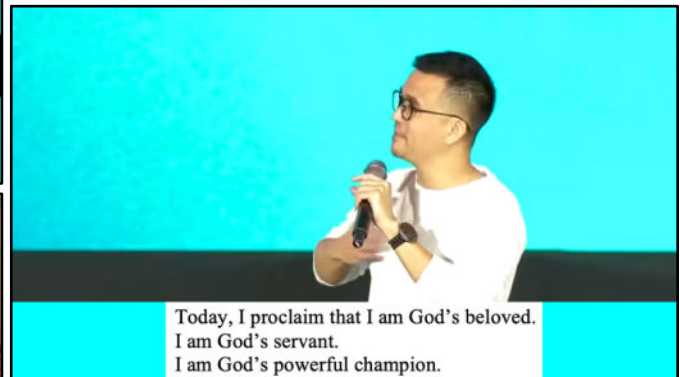 Today, I proclaim that I am God’s beloved.
I am God’s servant.
I am God’s powerful champion.